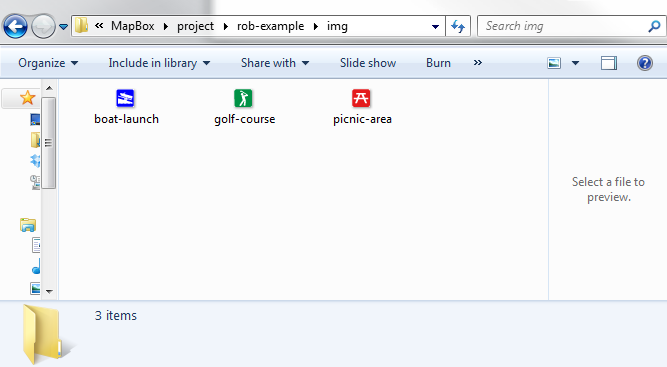 « MapBox ▸ project ▸ rob-example ▸ img
Search img
Organize Include in library Share with Slide show Burn »
boat-launch golf-course picnic-area
Select a file to
preview.
3 items